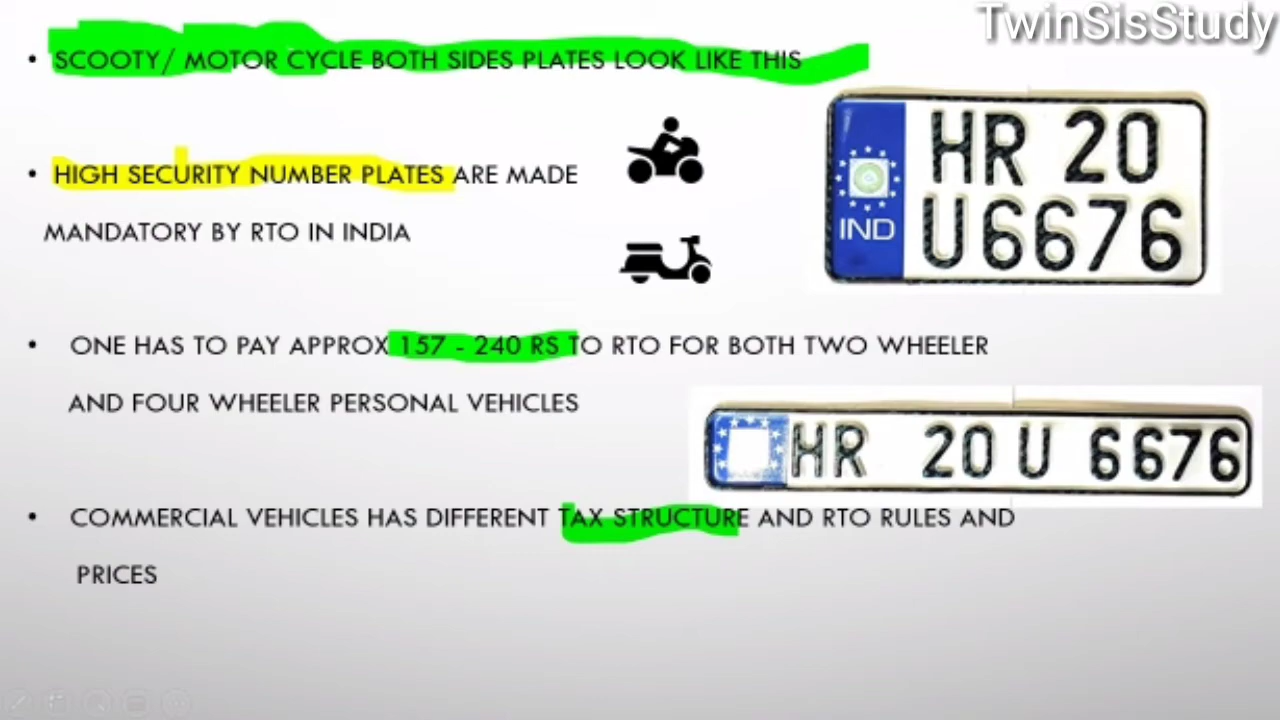 TwinSisStudy
• SCOOTY/ MOTOR CYCLE BOTH SIDES PLATES LOOK LIKE THIS
HR 20
U6676
IND
• HIGH SECURITY NUMBER PLATES ARE MADE
MANDATORY BY RTO IN INDIA
• ONE HAS TO PAY APPROX 157 - 240 RS TO RTO FOR BOTH TWO WHEELER
AND FOUR WHEELER PERSONAL VEHICLES
HR 20 U 6676
• COMMERCIAL VEHICLES HAS DIFFERENT TAX STRUCTURE AND RTO RULES AND
PRICES